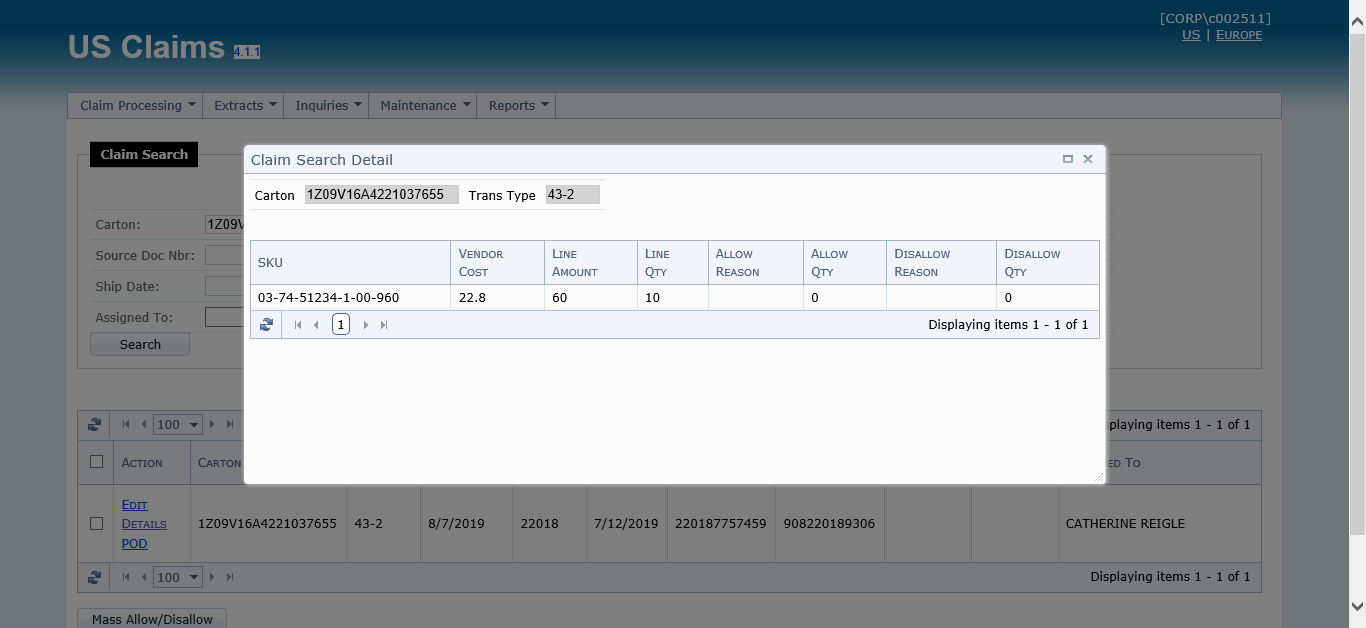 [CORP\c002511]
US | EUROPE
US Claims 4.1.1
Claim Processing Extracts Inquiries Maintenance Reports
Claim Search
Claim Search Detail
Carton 1Z09V16A4221037655 Trans Type 43-2
Carton: 1Z09V
Source Doc Nbr:
Ship Date:
Assigned To:
Search
SKU VENDOR COST LINE AMOUNT LINE QTY ALLOW REASON ALLOW QTY DISALLOW REASON DISALLOW QTY
03-74-51234-1-00-960 22.8 60 10 0 0
1 Displaying items 1 - 1 of 1
100 splaying items 1 - 1 of 1
ACTION CARTON ED TO
EDIT
DETAILS 1Z09V16A4221037655 43-2 8/7/2019 22018 7/12/2019 220187757459 908220189306 CATHERINE REIGLE
POD
100 Displaying items 1 - 1 of 1
Mass Allow/Disallow